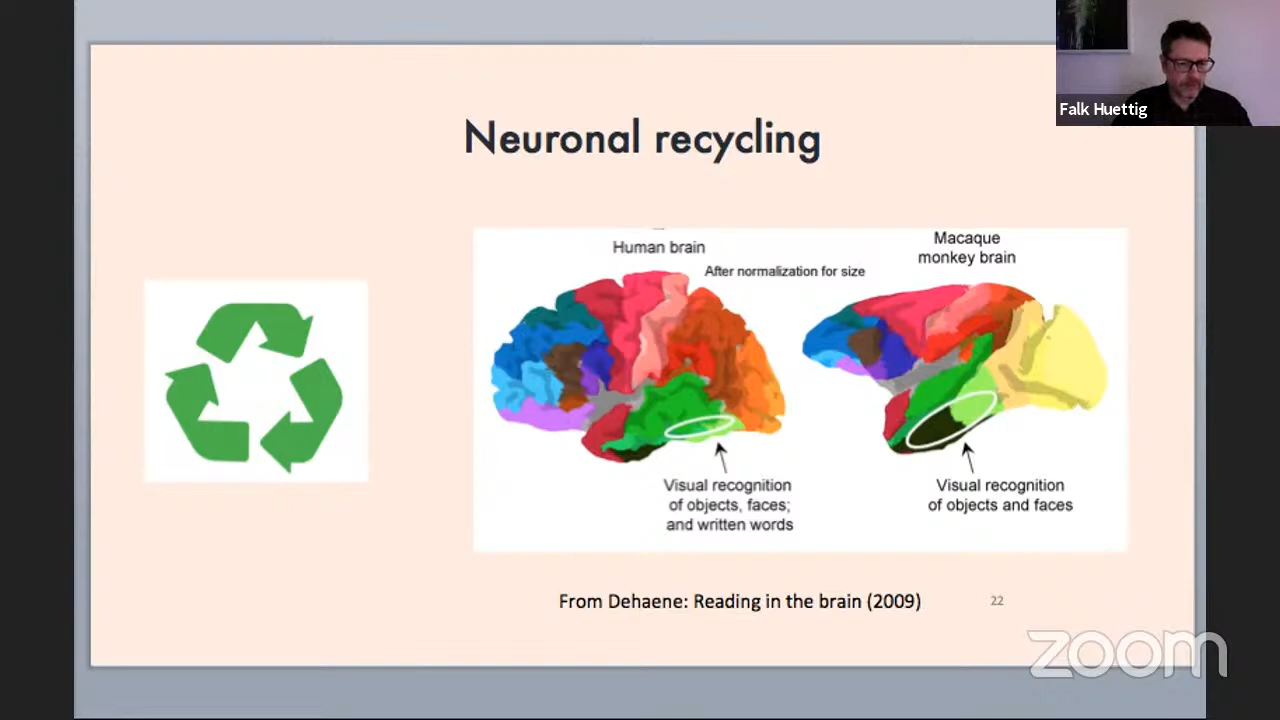 Falk Huettig
Neuronal recycling
Human brain
After normalization for size
Macaque
monkey brain
Visual recognition
of objects, faces;
and written words
Visual recognition
of objects and faces
From Dehaene: Reading in the brain (2009)
22
zoom